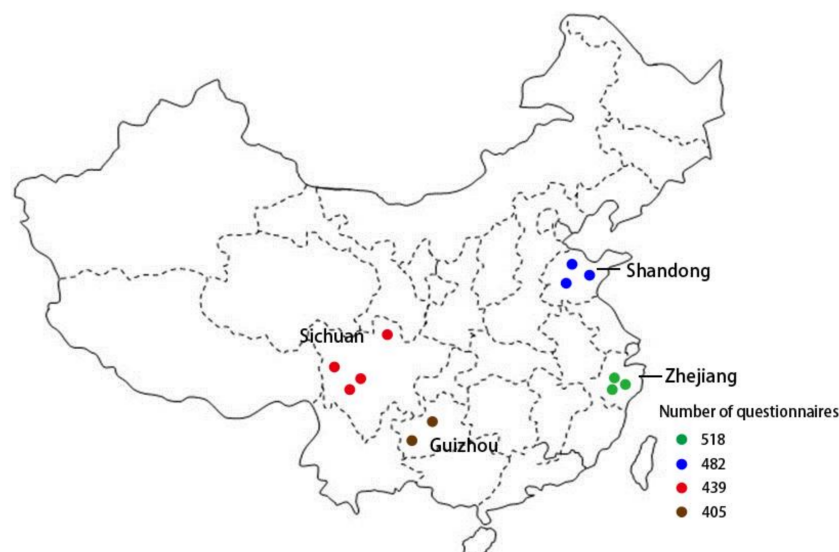 Shandong
Sichuan
Zhejiang
Number of questionnaires
518
482
Guizhou
439
405